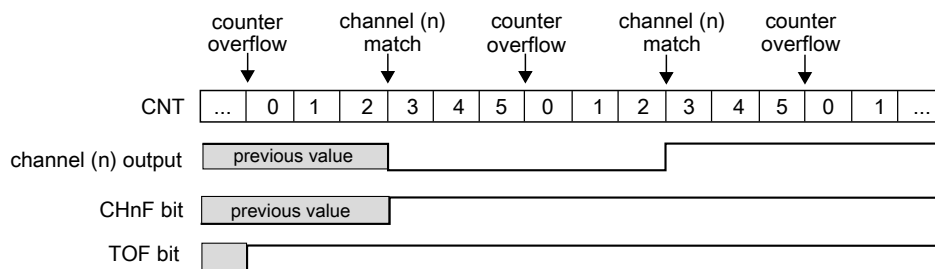 counter
overflow
channel (n)
match
counter
overflow
channel (n)
match
counter
overflow
CNT ... 0 1 2 3 4 5 0 1 2 3 4 5 0 1 ...
channel (n) output previous value
CHnF bit previous value
TOF bit